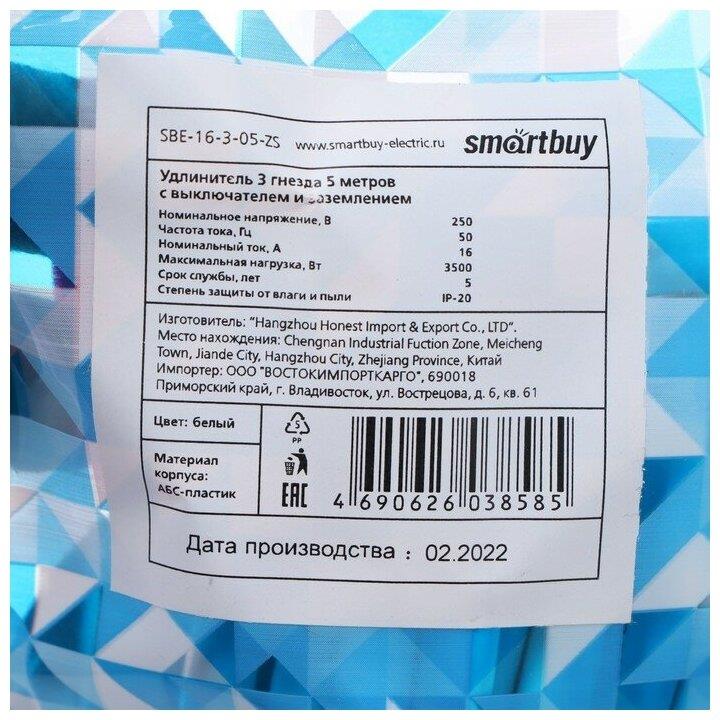 SBE-16-3-05-ZS www.smartbuy-electric.ru smartbuy
Удлинитель 3 гнезда 5 метров
с выключателем и заземлением
Номинальное напряжение, В 250
Частота тока, Гц 50
Номинальный ток, А 16
Максимальная нагрузка, Вт 3500
Срок службы, лет 5
Степень защиты от влаги и пыли IP-20
Изготовитель: "Hangzhou Honest Import & Export Co., LTD".
Место нахождения: Chengnan Industrial Fuction Zone, Meicheng
Town, Jiande City, Hangzhou City, Zhejiang Province, Китай
Импортер: ООО "ВОСТОКИМПОРТКАРГО", 690018
Приморский край, г. Владивосток, ул. Вострецова, д. 6, кв. 61
Цвет: белый
Материал
корпуса:
АБС-пластик
5
PP
EAC
4 690626 038585
Дата производства : 02.2022